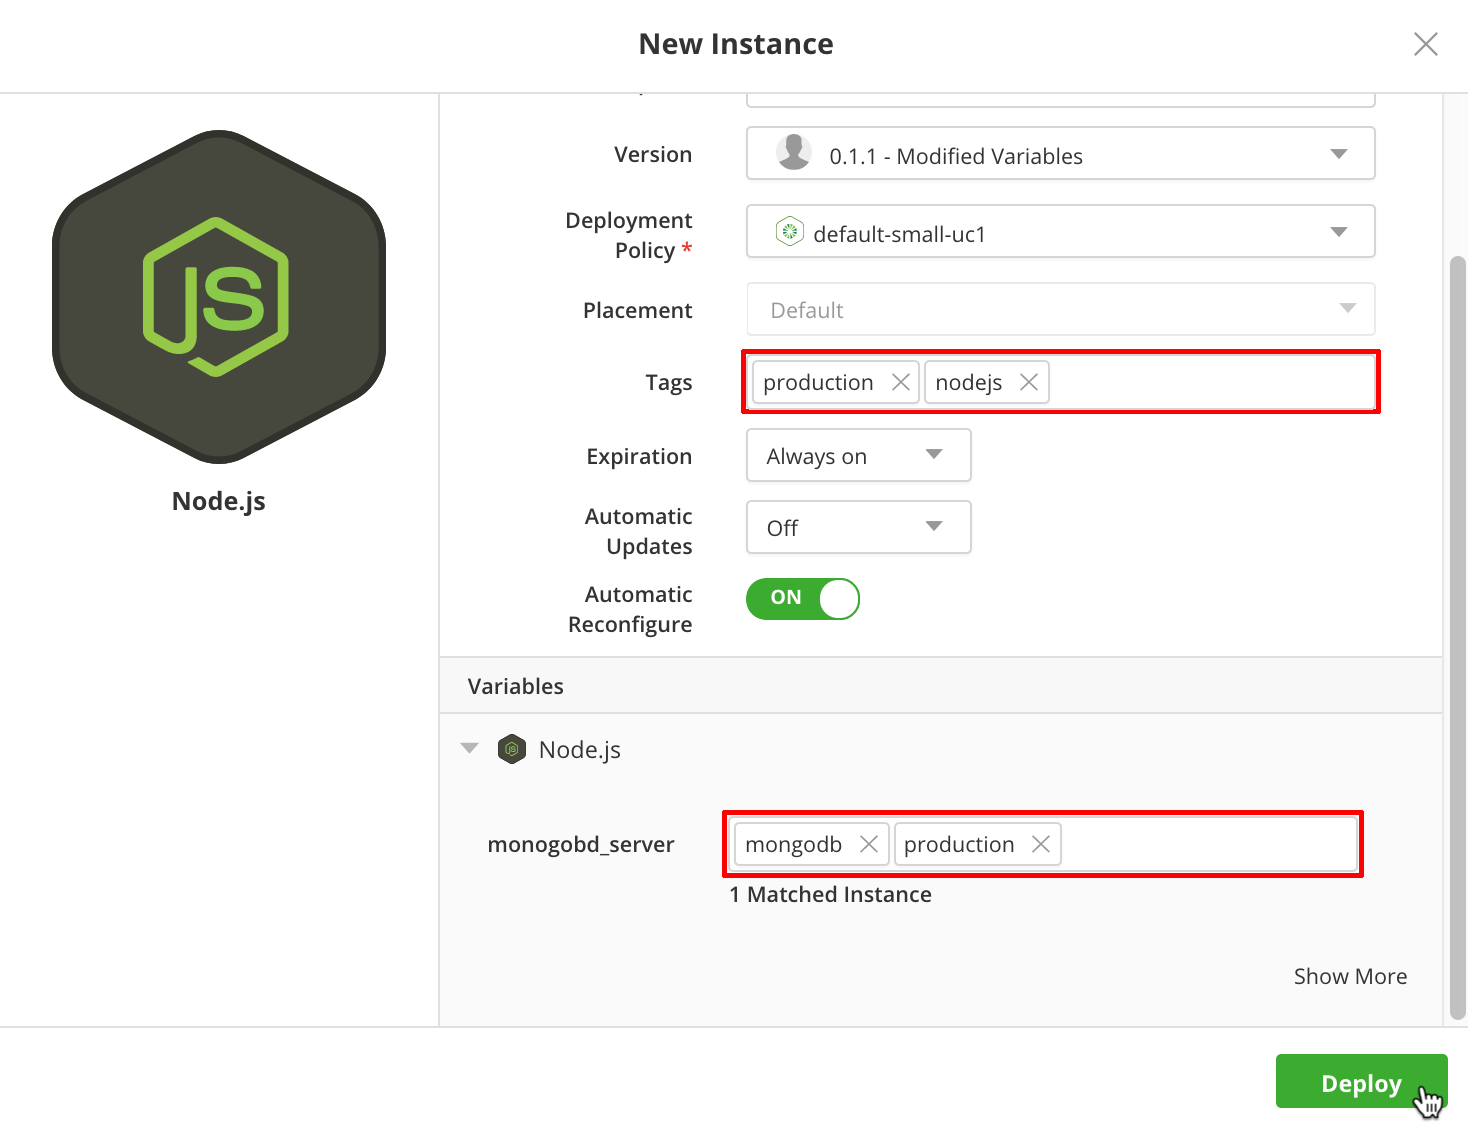 New Instance
Version
0.1.1 - Modified Variables
Deployment
Policy *
default-small-uc1
Placement
Default
Tags
production
nodejs
Expiration
Always on
Automatic
Updates
Off
Automatic
Reconfigure
ON
JS
Node.js
Variables
JS
Node.js
monogobd_server
mongodb
production
1 Matched Instance
Show More
Deploy